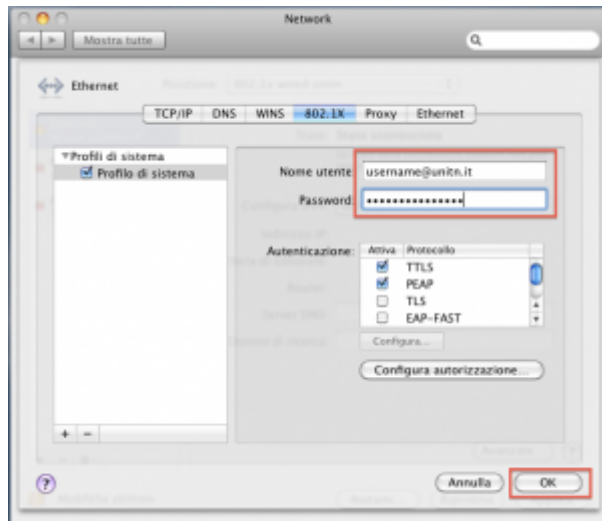 Network
Mostra tutte
Ethernet
TCP/IP DNS WINS 802.1X Proxy Ethernet
Profili di sistema
Profilo di sistema
Nome utente: username@unitn.it
Password:
Autenticazione: Attiva Protocollo
TTLS
PEAP
TLS
EAP-FAST
Configura...
Configura autorizzazione...
+ -
? Annulla OK